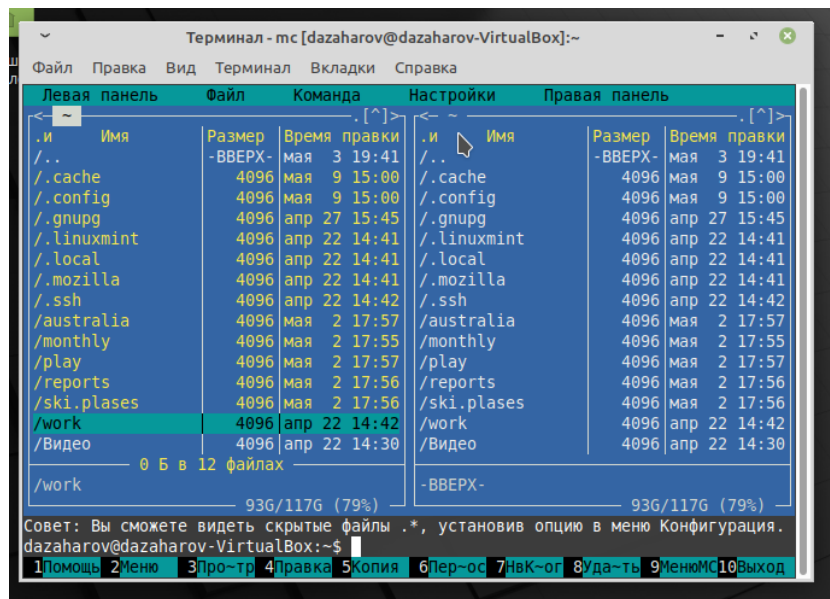 Терминал - mc [dazaharov@dazaharov-VirtualBox]:~
Файл Правка Вид Терминал Вкладки Справка
Левая панель Файл Команда Настройки Правая панель
<— ~ .[^]> <— ~ .[^]>
.и Имя Размер Время правки .и Имя Размер Время правки
/.. -ВВЕРХ- мая 3 19:41 /.. -ВВЕРХ- мая 3 19:41
/.cache 4096 мая 9 15:00 /.cache 4096 мая 9 15:00
/.config 4096 мая 9 15:00 /.config 4096 мая 9 15:00
/.gnupg 4096 апр 27 15:45 /.gnupg 4096 апр 27 15:45
/.linuxmint 4096 апр 22 14:41 /.linuxmint 4096 апр 22 14:41
/.local 4096 апр 22 14:41 /.local 4096 апр 22 14:41
/.mozilla 4096 апр 22 14:41 /.mozilla 4096 апр 22 14:41
/.ssh 4096 апр 22 14:42 /.ssh 4096 апр 22 14:42
/australia 4096 мая 2 17:57 /australia 4096 мая 2 17:57
/monthly 4096 мая 2 17:55 /monthly 4096 мая 2 17:55
/play 4096 мая 2 17:57 /play 4096 мая 2 17:57
/reports 4096 мая 2 17:56 /reports 4096 мая 2 17:56
/ski.plases 4096 мая 2 17:56 /ski.plases 4096 мая 2 17:56
/work 4096 апр 22 14:42 /work 4096 апр 22 14:42
/Видео 4096 апр 22 14:30 /Видео 4096 апр 22 14:30
0 Б в 12 файлах
/work -ВВЕРХ-
93G/117G (79%) 93G/117G (79%)
Совет: Вы сможете видеть скрытые файлы .*, установив опцию в меню Конфигурация.
dazaharov@dazaharov-VirtualBox:~$
1Помощь 2Меню 3Про~тр 4Правка 5Копия 6Пер~ос 7НвК~ог 8Уда~ть 9МенюMC 10Выход